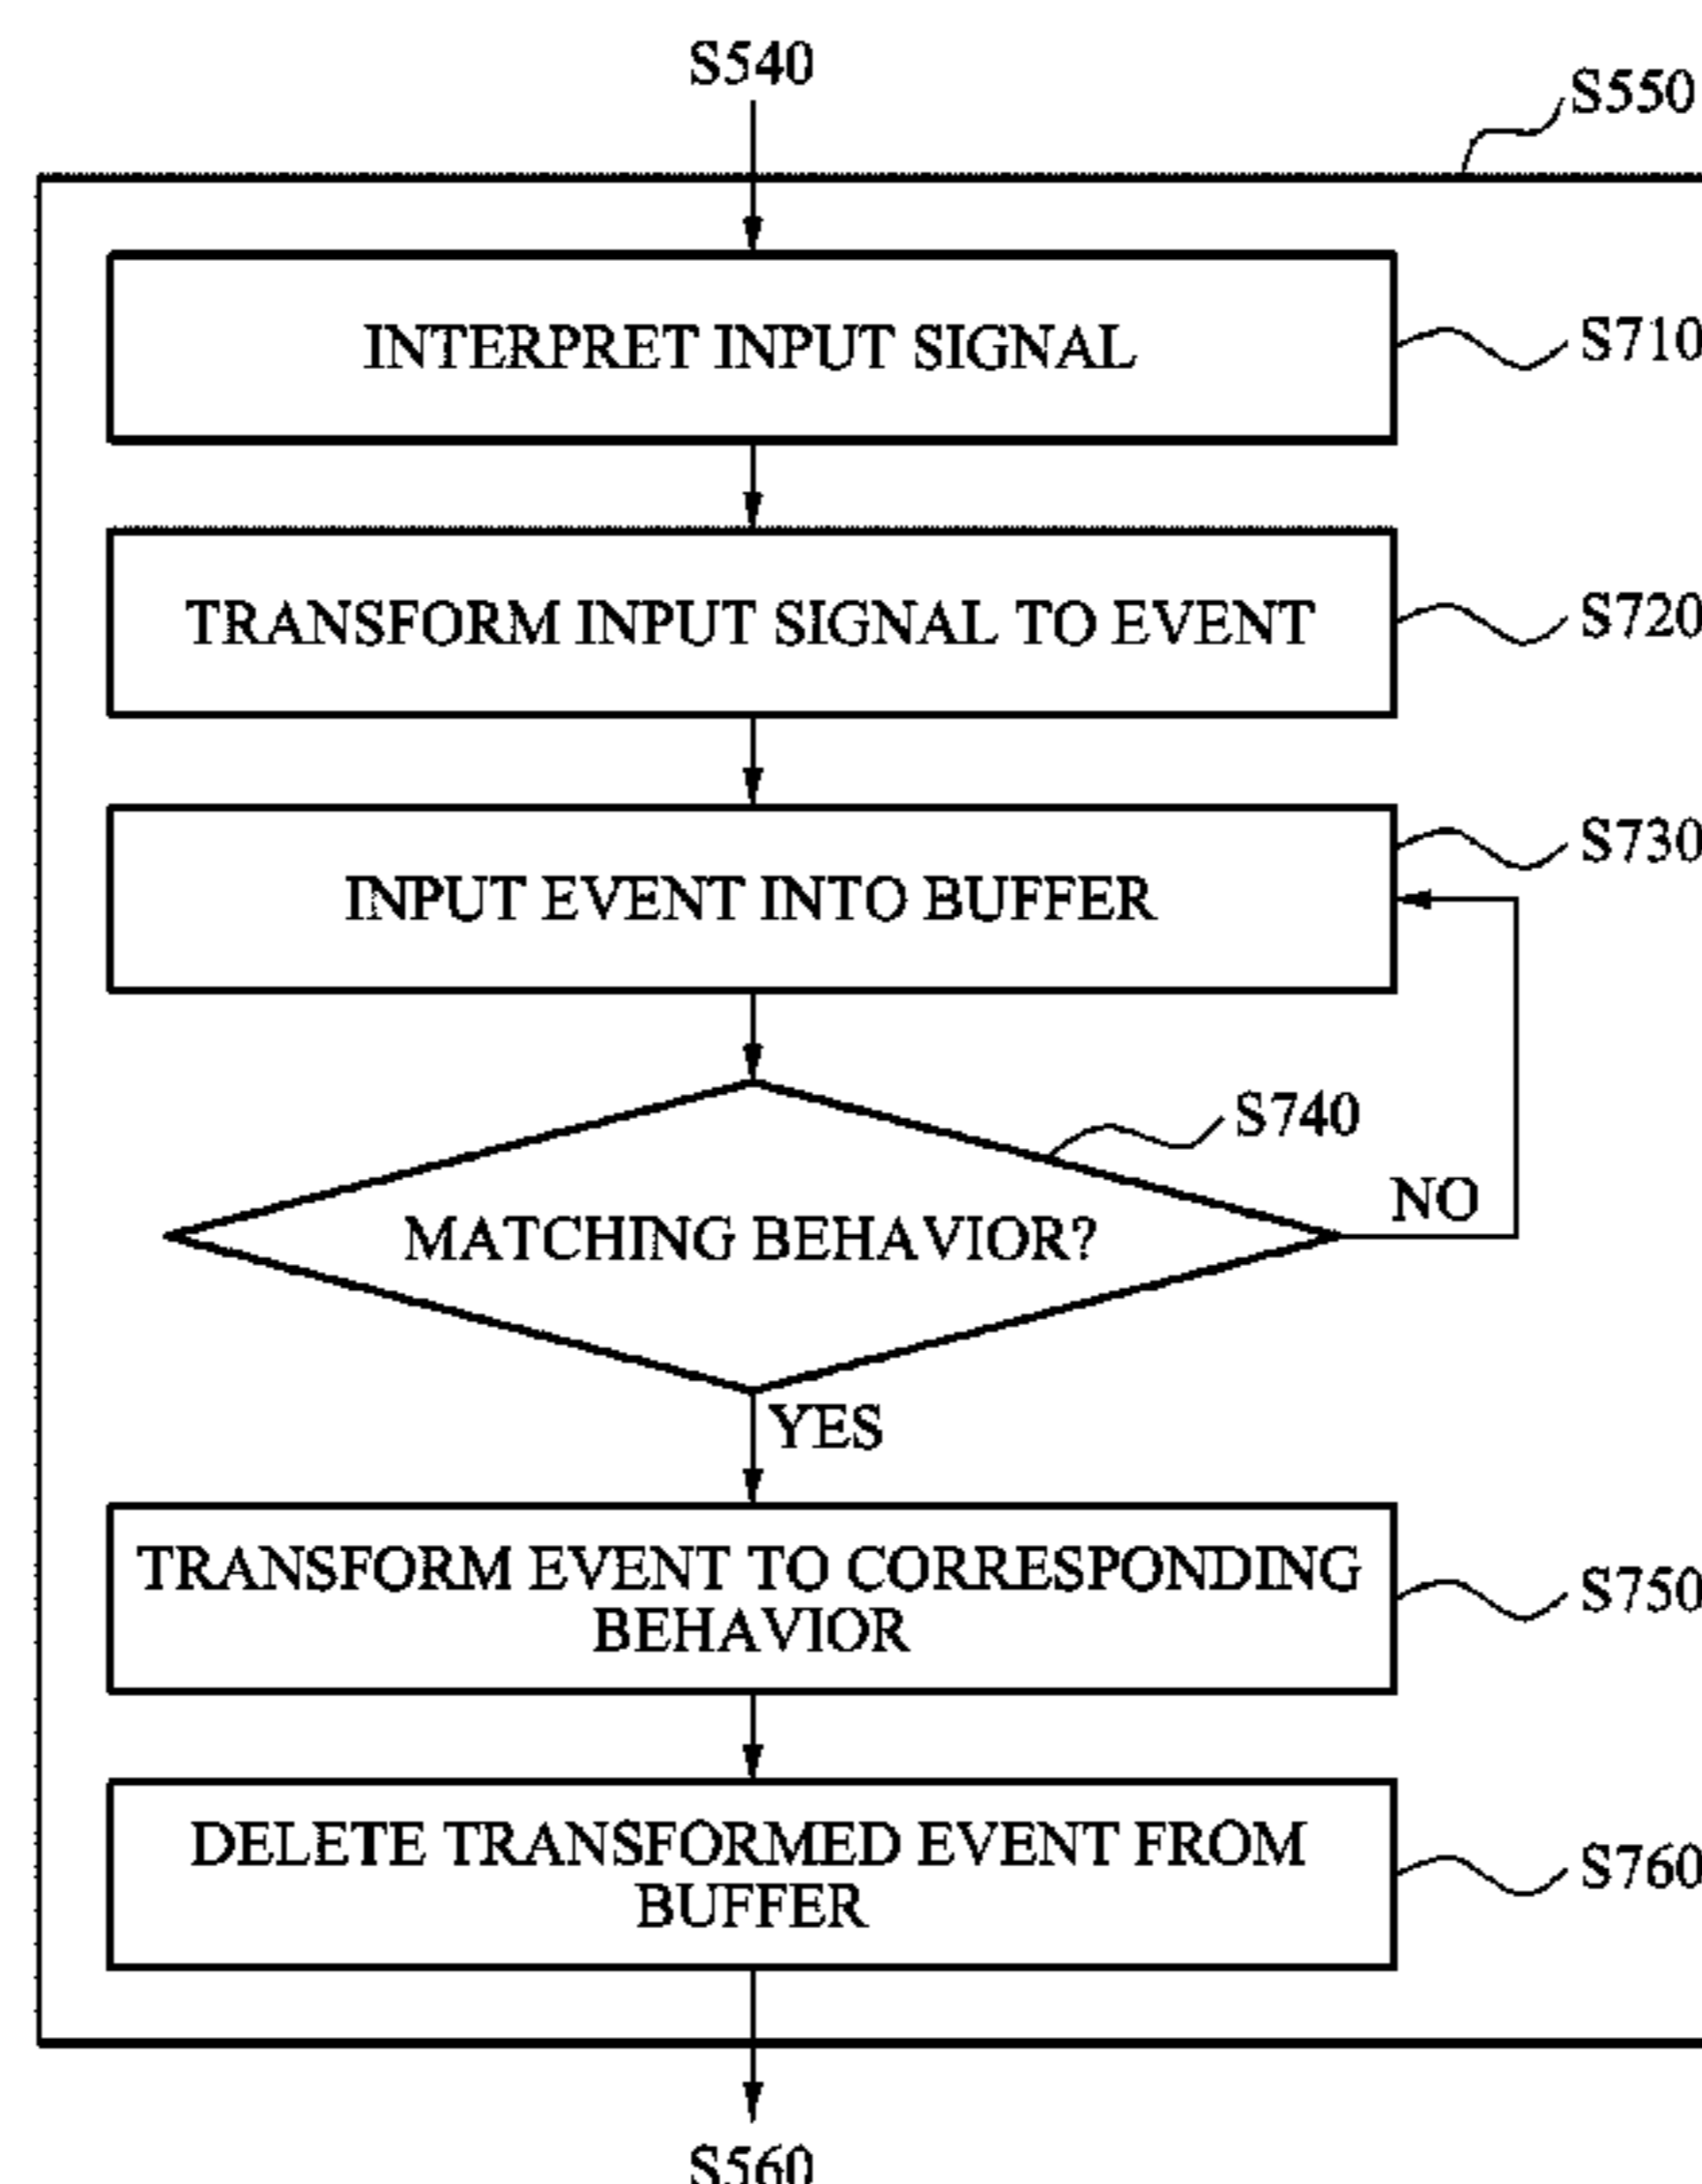 S540
S550
INTERPRET INPUT SIGNAL
S710
TRANSFORM INPUT SIGNAL TO EVENT
S720
S730
INPUT EVENT INTO BUFFER
S740
NO
MATCHING BEHAVIOR?
YES
TRANSFORM EVENT TO CORRESPONDING
BEHAVIOR
S750
DELETE TRANSFORMED EVENT FROM
BUFFER
S760
S560